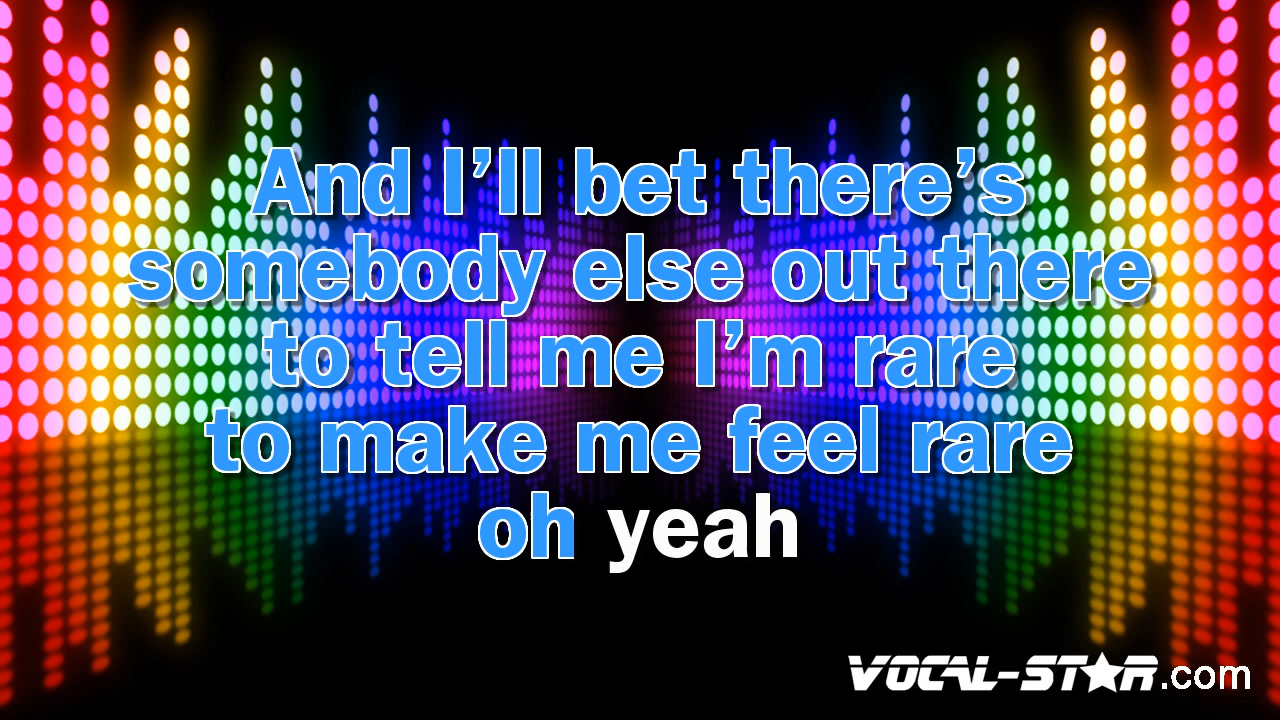 And I’ll bet there’s
somebody else out there
to tell me I’m rare
to make me feel rare
oh yeah
VOCAL-STAR.com